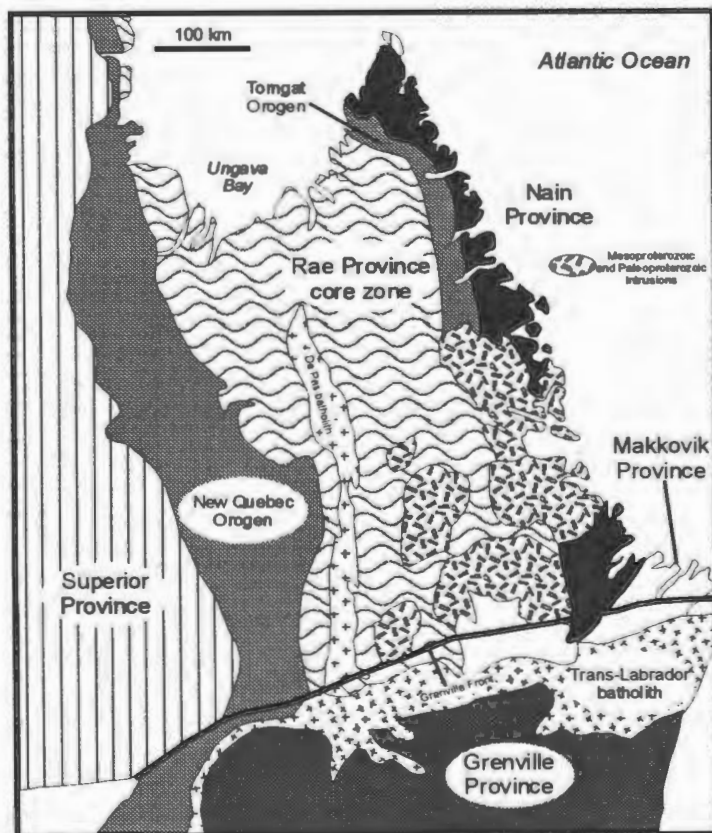 100 km
Atlantic Ocean
Torngat
Orogen
Ungava
Bay
Nain
Province
Mesoproterozoic
and Paleoproterozoic
Intrusions
Rae Province
core zone
De Pas batholith
Makkovik
Province
New Quebec
Orogen
Superior
Province
Grenville Front
Trans-Labrador
batholith
Grenville
Province